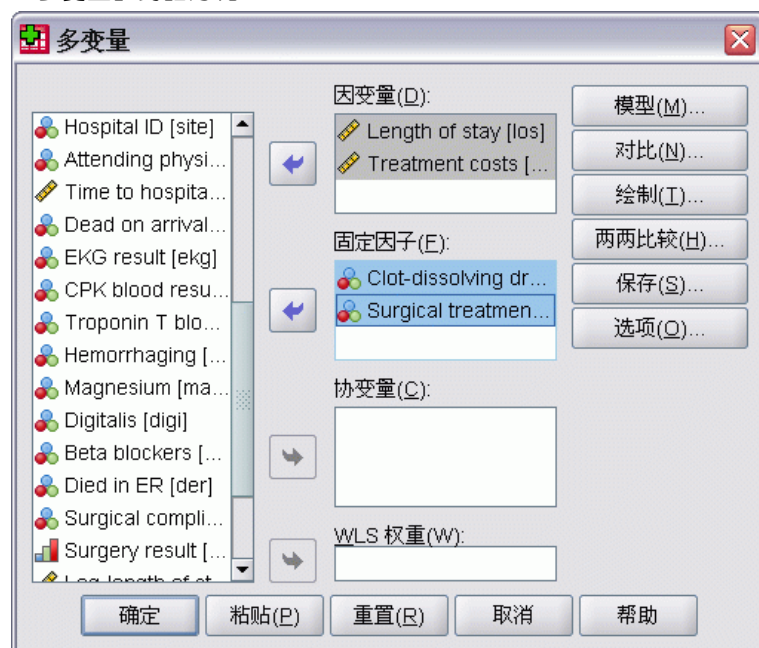 多变量
Hospital ID [site]
Attending physi...
Time to hospita...
Dead on arrival...
EKG result [ekg]
CPK blood resu...
Troponin T blo...
Hemorrhaging [...
Magnesium [ma...
Digitalis [digi]
Beta blockers [...
Died in ER [der]
Surgical compli...
Surgery result [...
因变量(D):
Length of stay [los]
Treatment costs [...
固定因子(F):
Clot-dissolving dr...
Surgical treatmen...
协变量(C):
WLS 权重(W):
模型(M)...
对比(N)...
绘制(T)...
两两比较(H)...
保存(S)...
选项(O)...
确定
粘贴(P)
重置(R)
取消
帮助